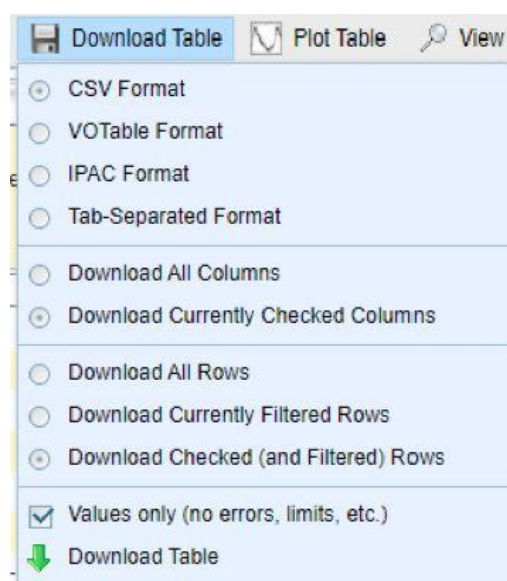 Download Table Plot Table View
CSV Format
VOTable Format
IPAC Format
Tab-Separated Format
Download All Columns
Download Currently Checked Columns
Download All Rows
Download Currently Filtered Rows
Download Checked (and Filtered) Rows
Values only (no errors, limits, etc.)
Download Table